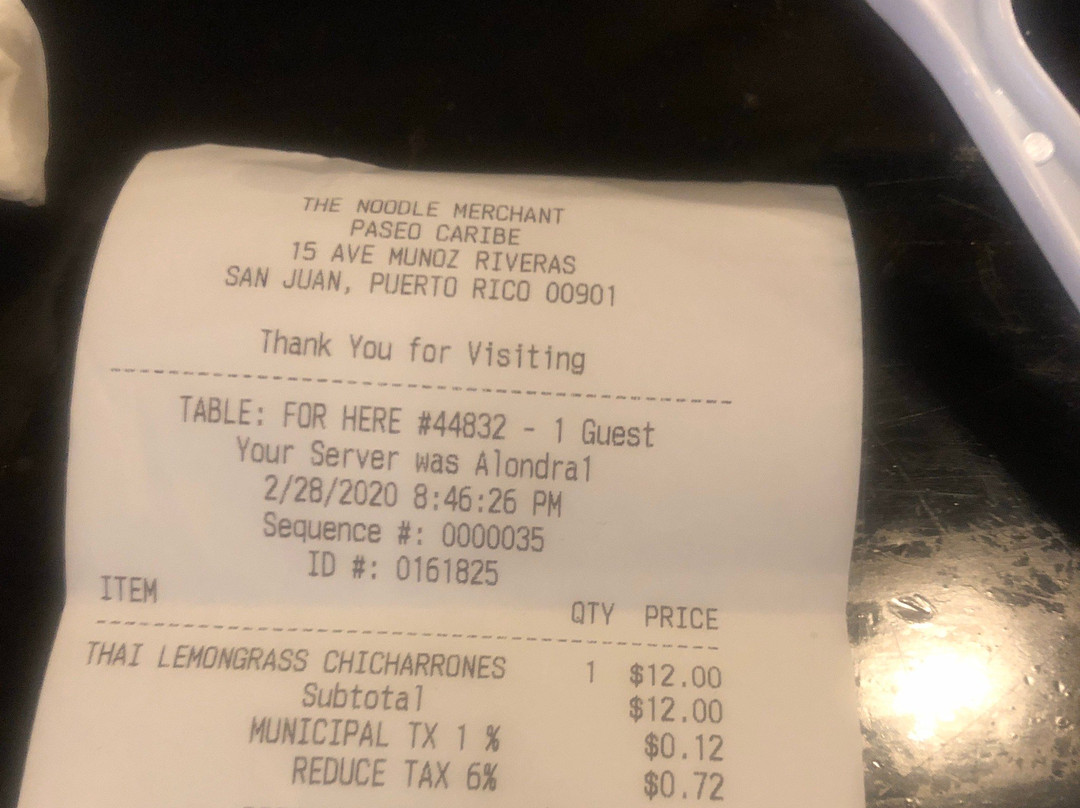 THE NOODLE MERCHANT
PASEO CARIBE
15 AVE MUNOZ RIVERAS
SAN JUAN, PUERTO RICO 00901
Thank You for Visiting
TABLE: FOR HERE #44832 - 1 Guest
Your Server was Alondra1
2/28/2020 8:46:26 PM
Sequence #: 0000035
ID #: 0161825
ITEM QTY PRICE
THAI LEMONGRASS CHICHARRONES 1 $12.00
Subtotal $12.00
MUNICIPAL TX 1 % $0.12
REDUCE TAX 6% $0.72